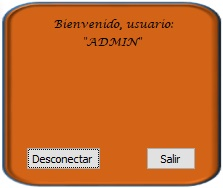 Bienvenido, usuario:
"ADMIN"
Desconectar Salir